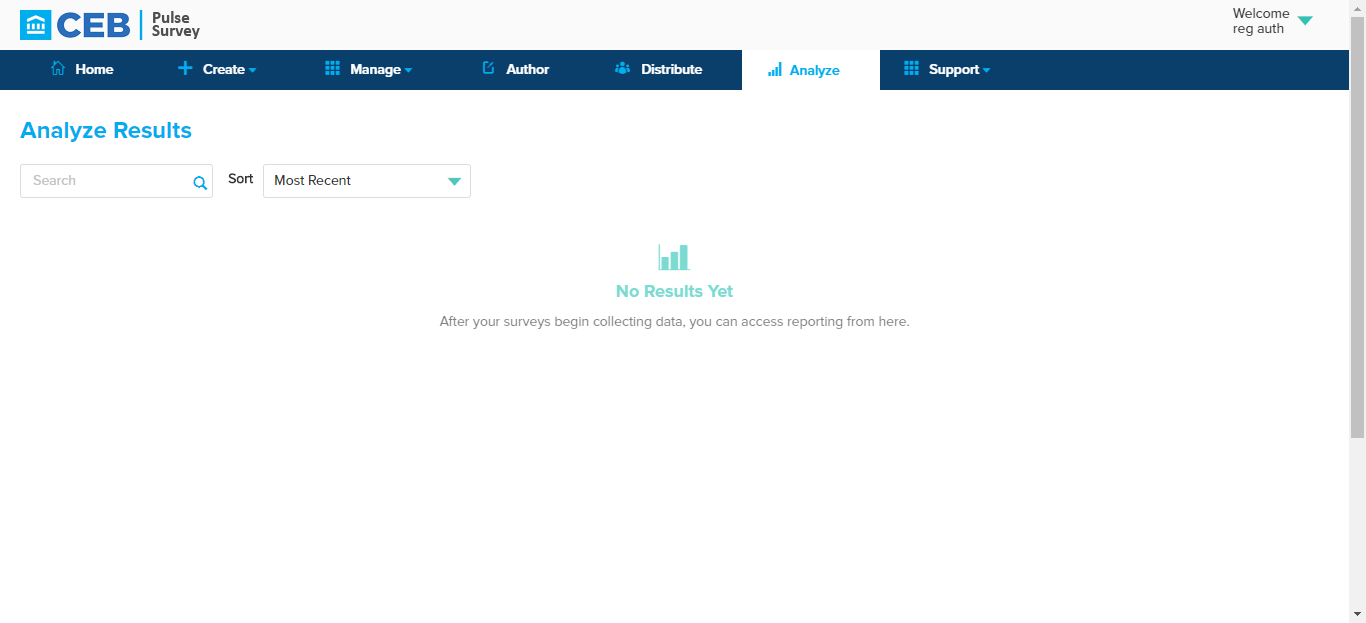 CEB Pulse
Survey
Welcome
reg auth
Home Create Manage Author Distribute Analyze Support
Analyze Results
Search Sort Most Recent
No Results Yet
After your surveys begin collecting data, you can access reporting from here.